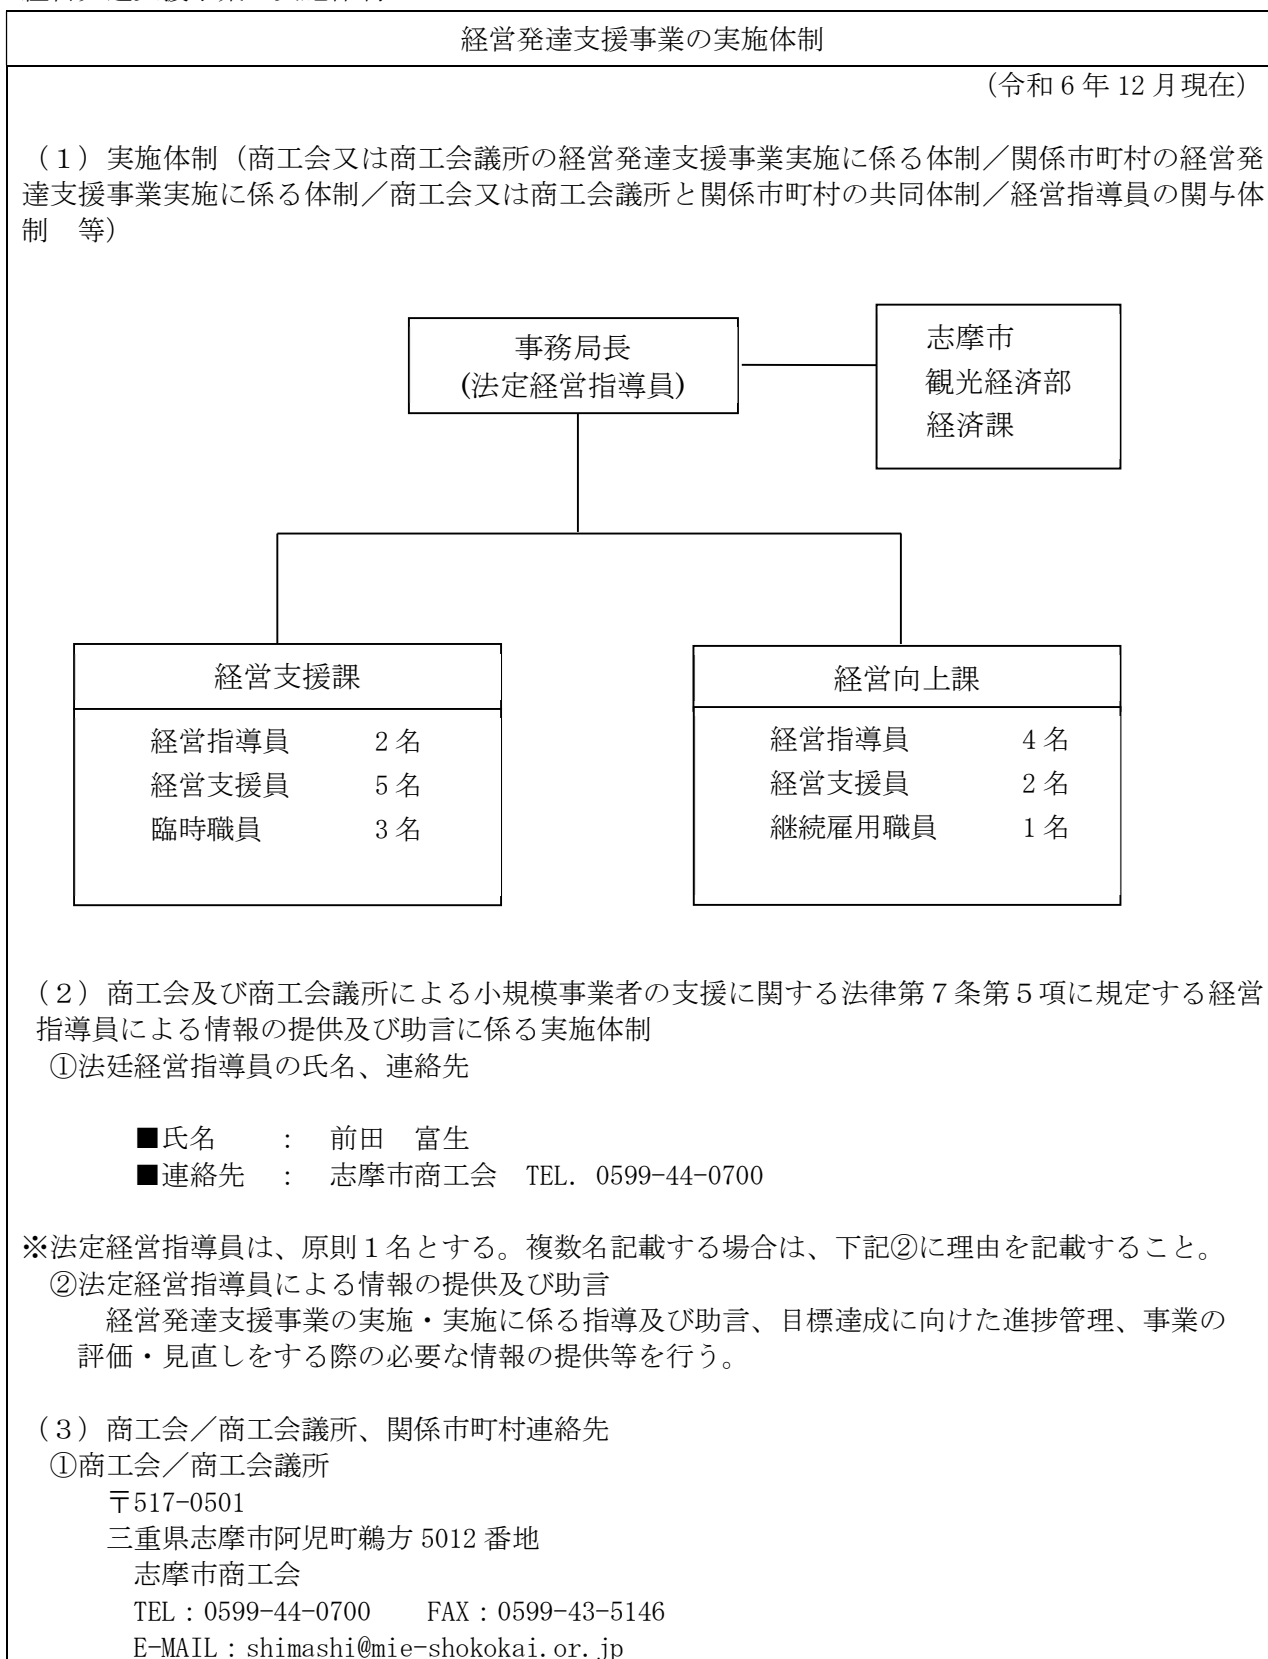 経営発達支援事業の実施体制
（令和 6 年 12 月現在）
（１）実施体制（商工会又は商工会議所の経営発達支援事業実施に係る体制／関係市町村の経営発
達支援事業実施に係る体制／商工会又は商工会議所と関係市町村の共同体制／経営指導員の関与体
制　等）
事務局長
(法定経営指導員)
志摩市
観光経済部
経済課
経営支援課
経営指導員　2 名
経営支援員　5 名
臨時職員　3 名
経営向上課
経営指導員　4 名
経営支援員　2 名
継続雇用職員　1 名
（２）商工会及び商工会議所による小規模事業者の支援に関する法律第７条第５項に規定する経営
指導員による情報の提供及び助言に係る実施体制
①法廷経営指導員の氏名、連絡先
■氏名　：　前田　富生
■連絡先　：　志摩市商工会　TEL. 0599-44-0700
※法定経営指導員は、原則１名とする。複数名記載する場合は、下記②に理由を記載すること。
②法定経営指導員による情報の提供及び助言
経営発達支援事業の実施・実施に係る指導及び助言、目標達成に向けた進捗管理、事業の
評価・見直しをする際の必要な情報の提供等を行う。
（３）商工会／商工会議所、関係市町村連絡先
①商工会／商工会議所
〒517-0501
三重県志摩市阿児町鵜方 5012 番地
志摩市商工会
TEL：0599-44-0700　FAX：0599-43-5146
E-MAIL：shimashi@mie-shokokai.or.jp